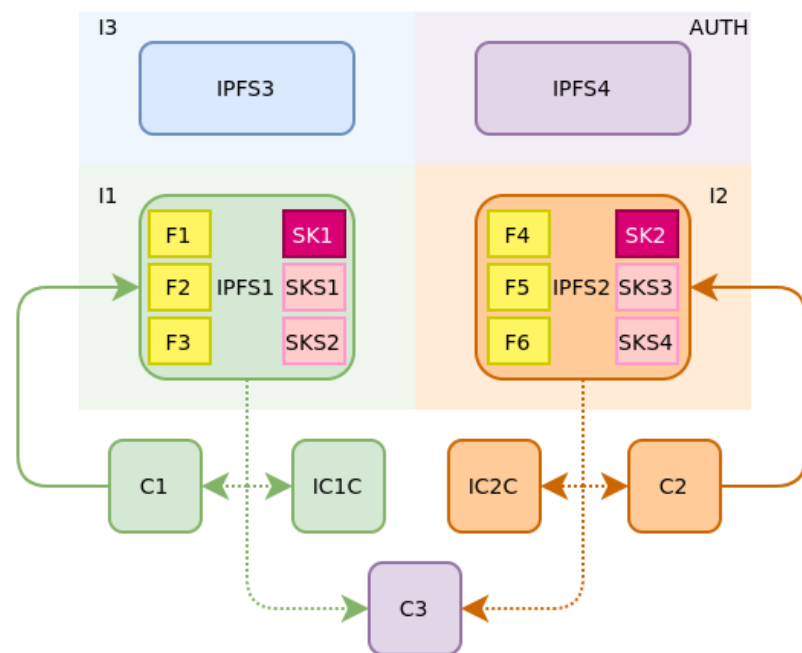 I3
AUTH
IPFS3
IPFS4
I1
I2
F1
SK1
F2
IPFS1
SKS1
F3
SKS2
F4
SK2
F5
IPFS2
SKS3
F6
SKS4
C1
IC1C
IC2C
C2
C3